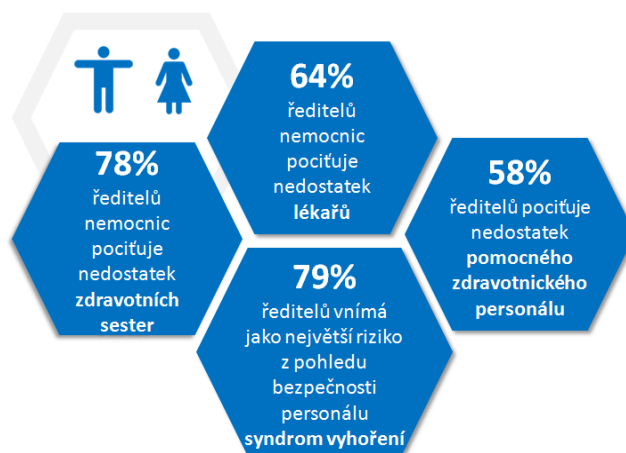 64%
ředitelů
nemocnic
pociťuje
nedostatek
lékařů
78%
ředitelů
nemocnic
pociťuje
nedostatek
zdravotních
sester
58%
ředitelů pociťuje
nedostatek
pomocného
zdravotnického
personálu
79%
ředitelů vnímá
jako největší riziko
z pohledu
bezpečnosti
personálu
syndrom vyhoření